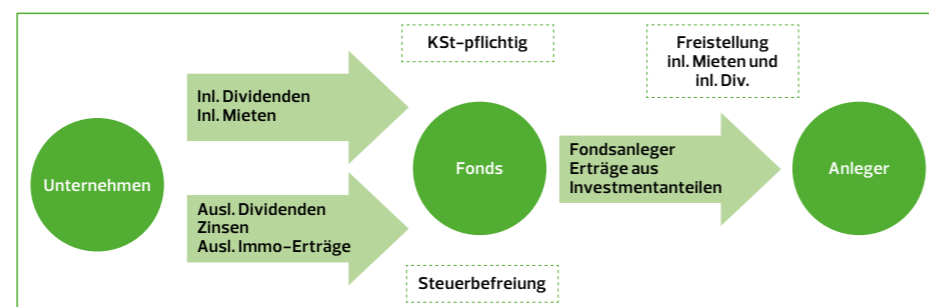 KSt-pflichtig
Freistellung
inl. Mieten und
inl. Div.
Inl. Dividenden
Inl. Mieten
Unternehmen
Fonds
Fondsanleger
Erträge aus
Investmentanteilen
Anleger
Ausl. Dividenden
Zinsen
Ausl. Immo-Erträge
Steuerbefreiung